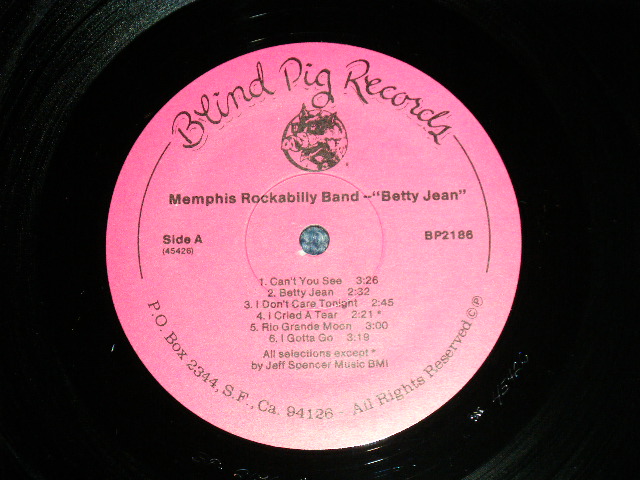 Blind Pig Records
Memphis Rockabilly Band -"Betty Jean"
Side A
(45426)
BP2186
1. Can't You See 3:26
2. Betty Jean 2:32
3. I Don't Care Tonight 2:45
4. I Cried A Tear 2:21 *
5. Rio Grande Moon 3:00
6. I Gotta Go 3:19
All selections except *
by Jeff Spencer Music BMI
P.O. Box 2344, S.F., Ca. 94126 - All Rights Reserved ©℗